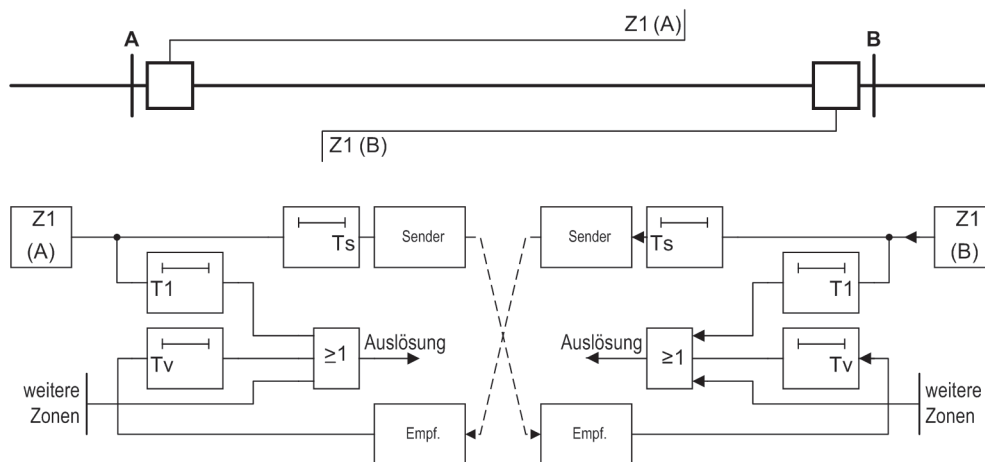 Z1 (A)
A
B
Z1 (B)
Z1
(A)
Ts
Sender
Sender
Ts
Z1
(B)
T1
T1
Auslösung
Auslösung
Tv
≥1
≥1
Tv
weitere
Zonen
weitere
Zonen
Empf.
Empf.